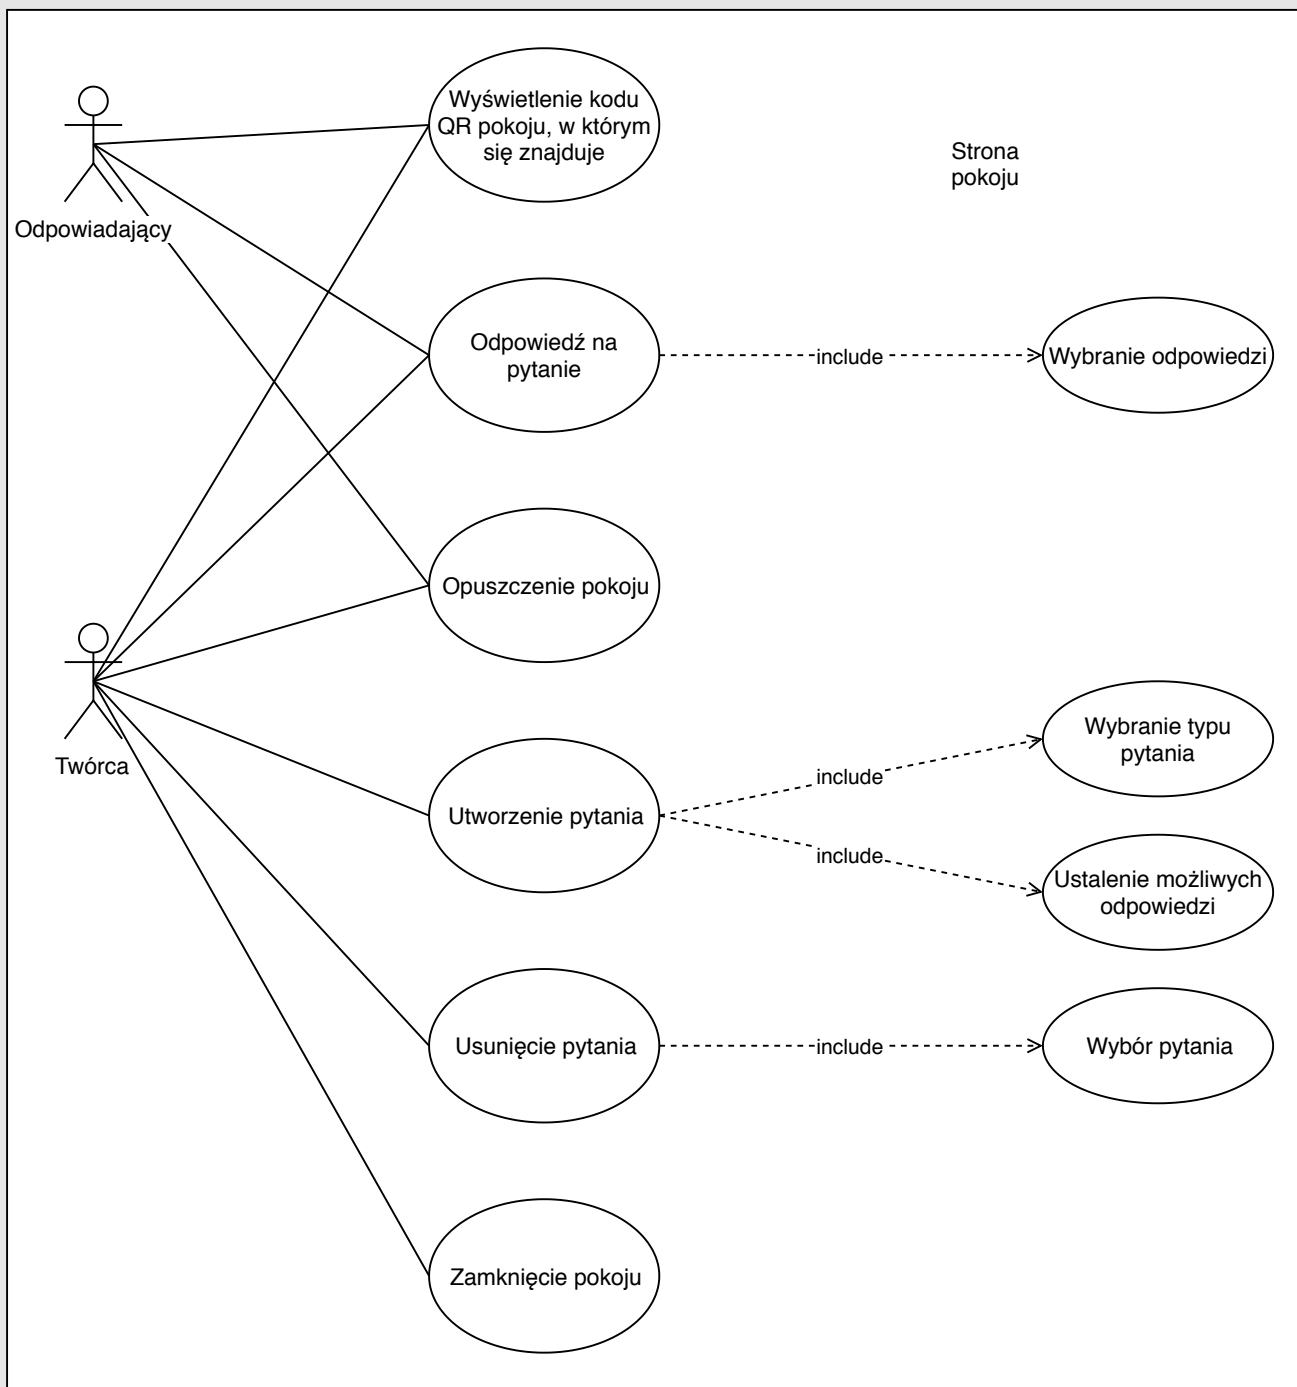 Wyświetlenie kodu
QR pokoju, w którym
się znajduje
Strona
pokoju
Odpowiadający
Odpowiedź na
pytanie
include
Wybranie odpowiedzi
Opuszczenie pokoju
Twórca
Wybranie typu
pytania
include
Utworzenie pytania
include
Ustalenie możliwych
odpowiedzi
Usunięcie pytania
include
Wybór pytania
Zamknięcie pokoju